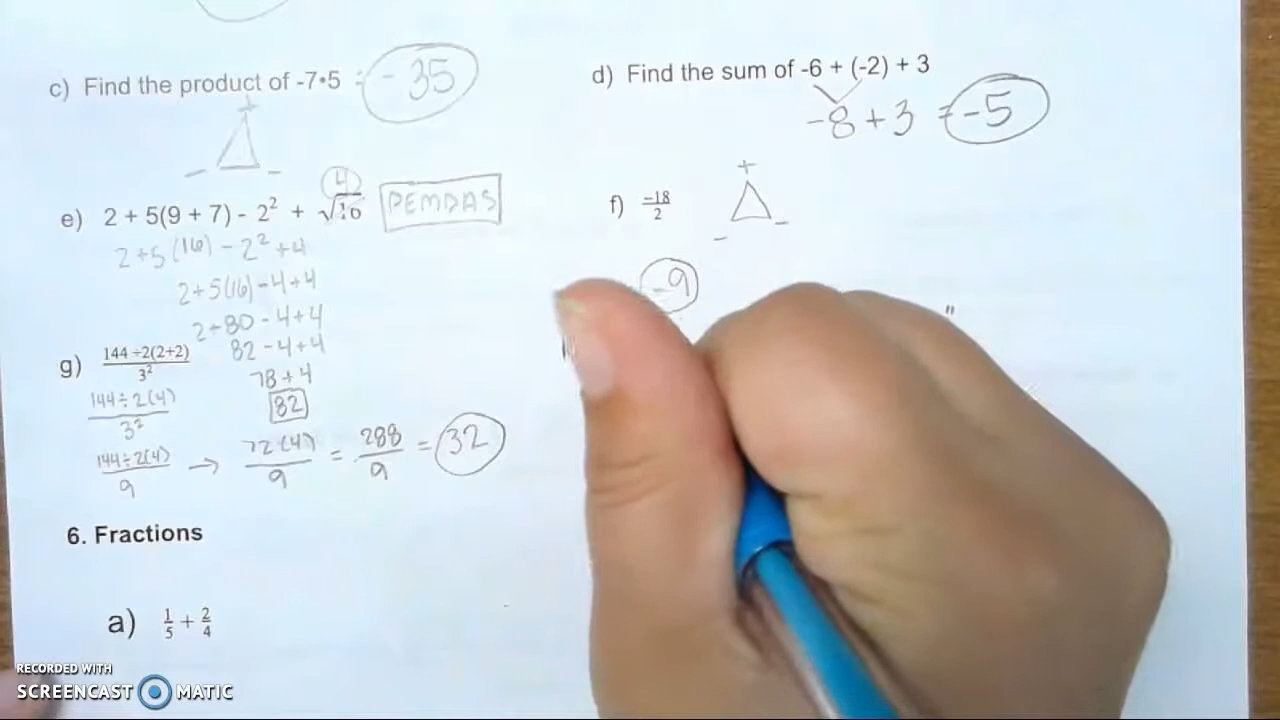 c) Find the product of -7•5 = -35
+
- -
d) Find the sum of -6 + (-2) + 3
-8 + 3 = -5
e) 2 + 5(9 + 7) - 2² + √16 4 PEMDAS
2+5(16) - 2² + 4
2+5(16) - 4 + 4
2+80 - 4 + 4
82 - 4 + 4
78 + 4
82
f) -18/2
+
- -
-9
g) 144 ÷2(2+2) / 3²
144 ÷ 2(4) / 3²
144 ÷ 2(4) / 9 → 72(4) / 9 = 288 / 9 = 32
6. Fractions
a) 1/5 + 2/4
RECORDED WITH
SCREENCAST MATIC